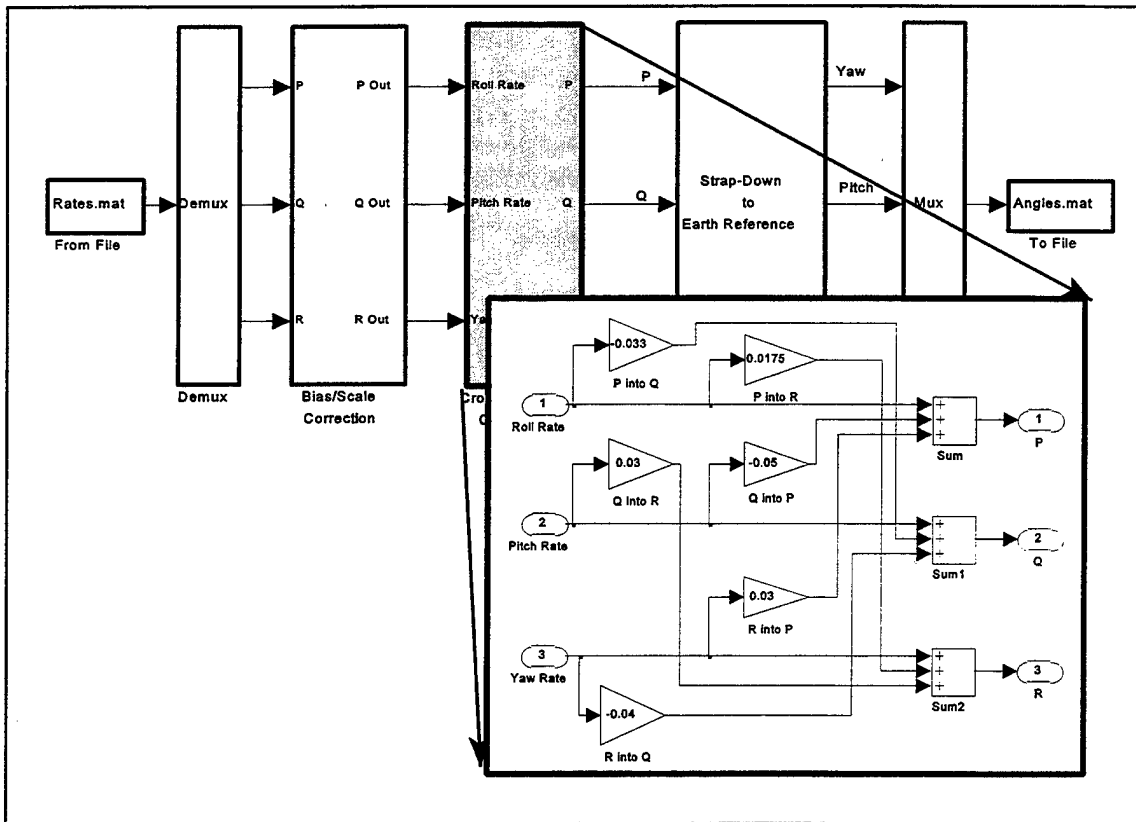 Rates.mat
From File
Demux
Demux
P
Q
R
P Out
Q Out
R Out
Bias/Scale
Correction
Roll Rate
Pitch Rate
Ya
P
Q
Cro
C
P
Q
Strap-Down
to
Earth Reference
Yaw
Pitch
Mux
Angles.mat
To File
-0.033
P into Q
0.0175
P into R
1
Roll Rate
+
+
+
Sum
1
P
0.03
Q into R
-0.05
Q into P
2
Pitch Rate
+
+
+
Sum1
2
Q
0.03
R into P
3
Yaw Rate
+
+
+
Sum2
3
R
-0.04
R into Q